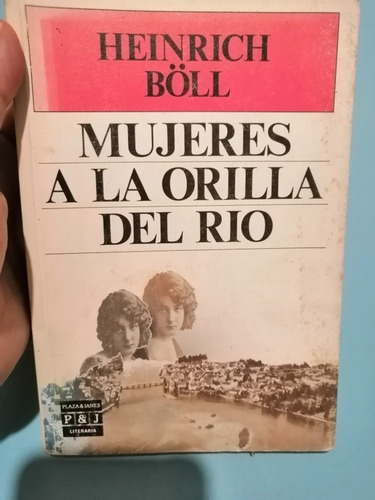 HEINRICH
BÖLL
MUJERES
A LA ORILLA
DEL RIO
PLAZA & JANES
P & J
LITERARIA